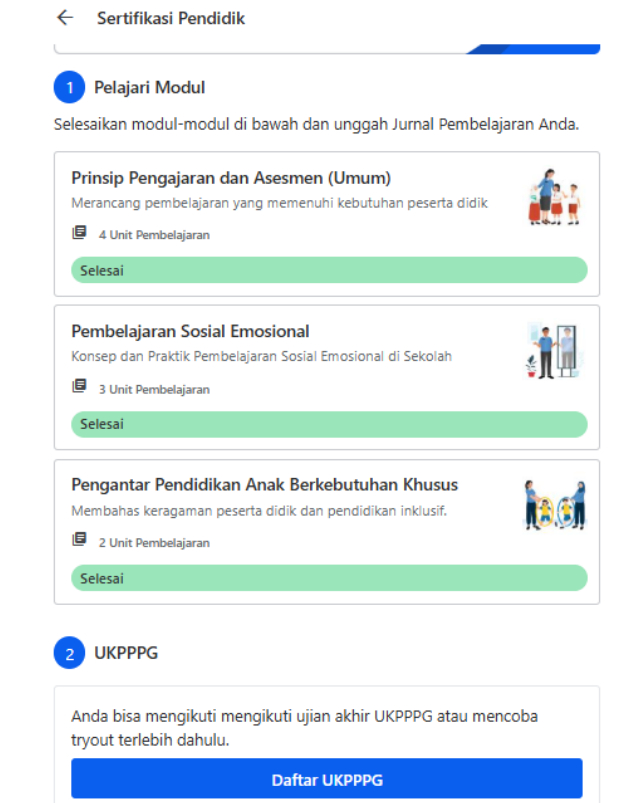 Sertifikasi Pendidik
1 Pelajari Modul
Selesaikan modul-modul di bawah dan unggah Jurnal Pembelajaran Anda.
Prinsip Pengajaran dan Asesmen (Umum)
Merancang pembelajaran yang memenuhi kebutuhan peserta didik
4 Unit Pembelajaran
Selesai
Pembelajaran Sosial Emosional
Konsep dan Praktik Pembelajaran Sosial Emosional di Sekolah
3 Unit Pembelajaran
Selesai
Pengantar Pendidikan Anak Berkebutuhan Khusus
Membahas keragaman peserta didik dan pendidikan inklusif.
2 Unit Pembelajaran
Selesai
2 UKPPPG
Anda bisa mengikuti mengikuti ujian akhir UKPPPG atau mencoba
tryout terlebih dahulu.
Daftar UKPPPG